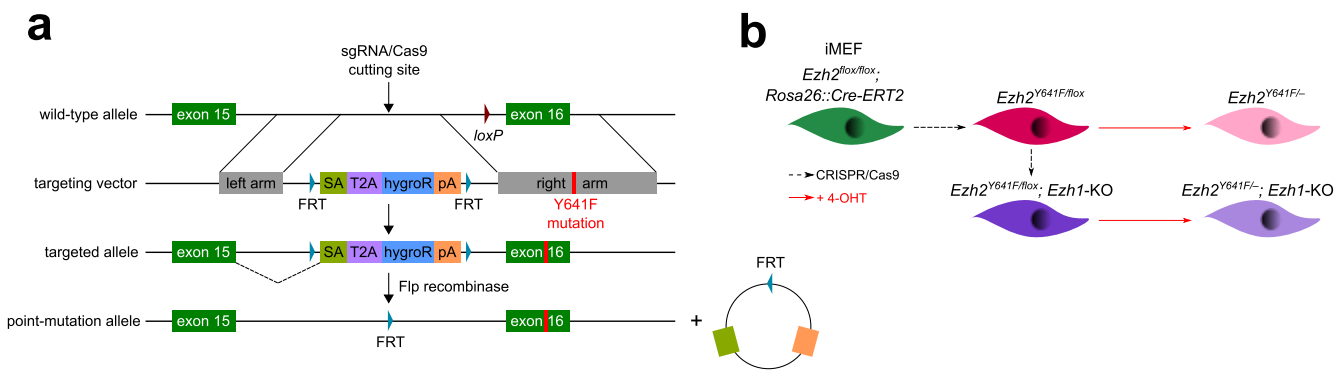 a
sgRNA/Cas9
cutting site
wild-type allele
exon 15
loxP
exon 16
targeting vector
left arm
FRT
SA
T2A
hygroR
pA
FRT
right arm
Y641F
mutation
targeted allele
exon 15
SA
T2A
hygroR
pA
exon 16
Flp recombinase
point-mutation allele
exon 15
FRT
exon 16
+
FRT
b
iMEF
Ezh2flox/flox;
Rosa26::Cre-ERT2
Ezh2Y641F/flox
Ezh2Y641F/–
CRISPR/Cas9
+ 4-OHT
Ezh2Y641F/flox; Ezh1-KO
Ezh2Y641F/–; Ezh1-KO